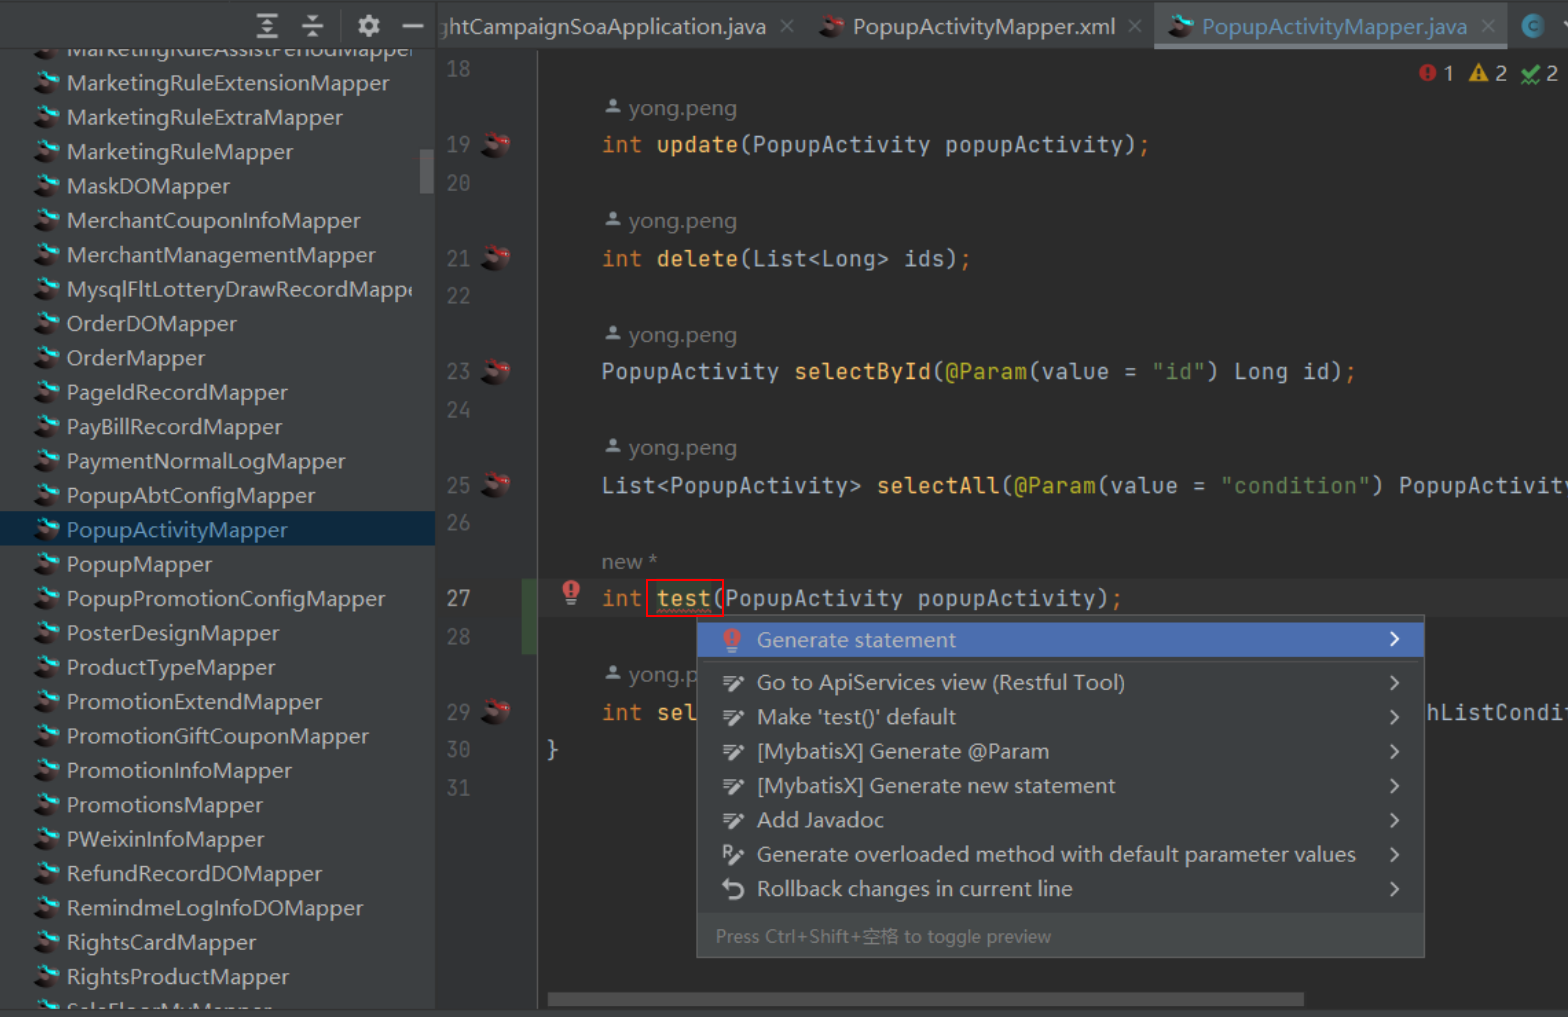 ghtCampaignSoaApplication.java
PopupActivityMapper.xml
PopupActivityMapper.java
MarketingRuleAssistPeriodMapper
MarketingRuleExtensionMapper
MarketingRuleExtraMapper
MarketingRuleMapper
MaskDOMapper
MerchantCouponInfoMapper
MerchantManagementMapper
MysqlFltLotteryDrawRecordMappe
OrderDOMapper
OrderMapper
PageIdRecordMapper
PayBillRecordMapper
PaymentNormalLogMapper
PopupAbtConfigMapper
PopupActivityMapper
PopupMapper
PopupPromotionConfigMapper
PosterDesignMapper
ProductTypeMapper
PromotionExtendMapper
PromotionGiftCouponMapper
PromotionInfoMapper
PromotionsMapper
PWeixinInfoMapper
RefundRecordDOMapper
RemindmeLogInfoDOMapper
RightsCardMapper
RightsProductMapper
1 2 2
18
yong.peng
19 int update(PopupActivity popupActivity);
20
yong.peng
21 int delete(List<Long> ids);
22
yong.peng
23 PopupActivity selectById(@Param(value = "id") Long id);
24
yong.peng
25 List<PopupActivity> selectAll(@Param(value = "condition") PopupActivity
26
new *
27 int test(PopupActivity popupActivity);
28
yong.p
29 int sel hListCondit
30 }
31
Generate statement
Go to ApiServices view (Restful Tool)
Make 'test()' default
[MybatisX] Generate @Param
[MybatisX] Generate new statement
Add Javadoc
Generate overloaded method with default parameter values
Rollback changes in current line
Press Ctrl+Shift+空格 to toggle preview